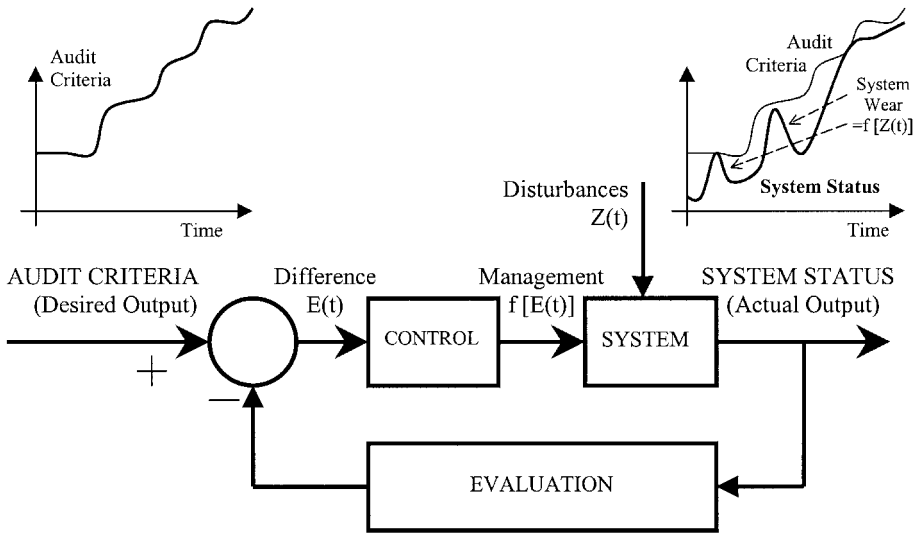 Audit
Criteria
Time
Audit
Criteria
System
Wear
=f [Z(t)]
System Status
Time
Disturbances
Z(t)
AUDIT CRITERIA
(Desired Output)
Difference
E(t)
Management
f [E(t)]
SYSTEM STATUS
(Actual Output)
CONTROL
SYSTEM
+
−
EVALUATION